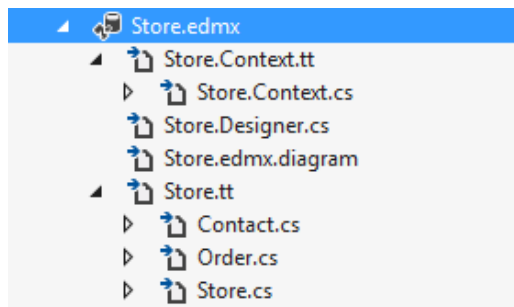 Store.edmx
Store.Context.tt
Store.Context.cs
Store.Designer.cs
Store.edmx.diagram
Store.tt
Contact.cs
Order.cs
Store.cs